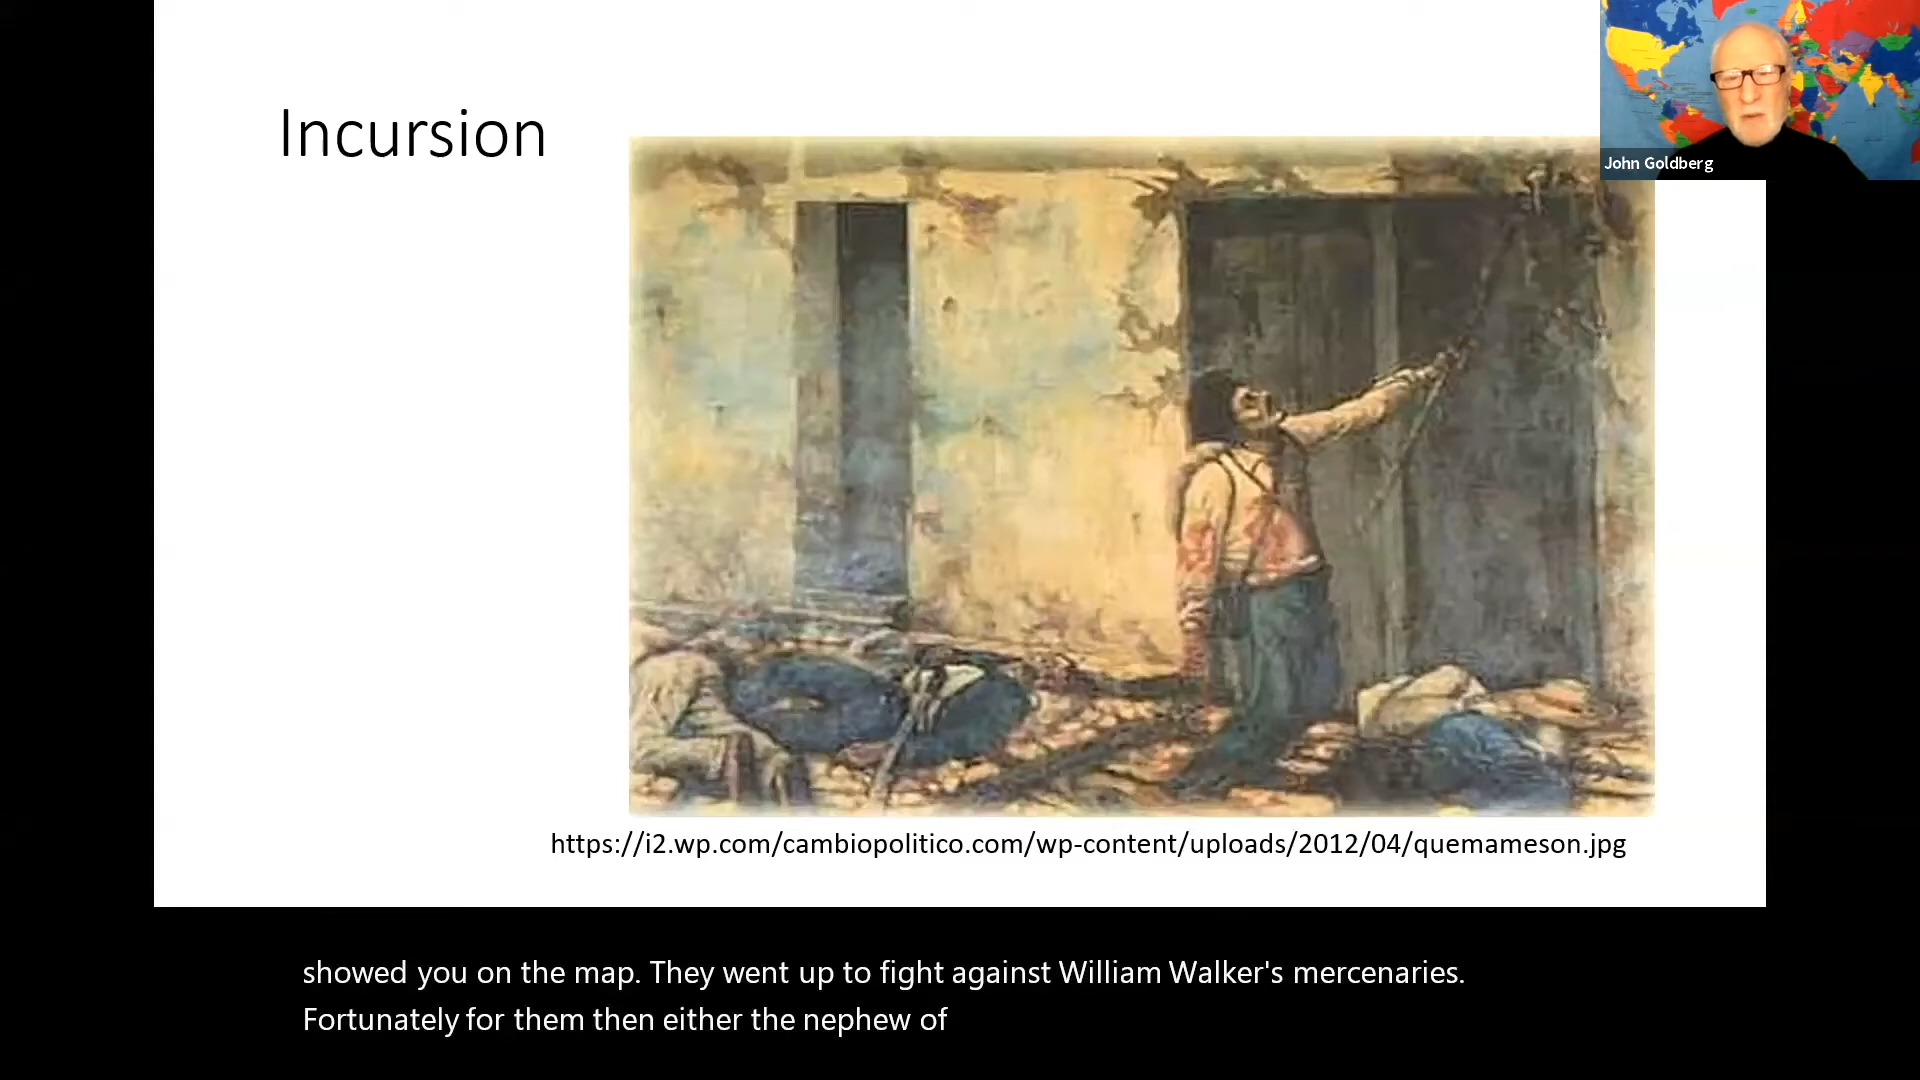 Incursion
John Goldberg
https://i2.wp.com/cambiopolitico.com/wp-content/uploads/2012/04/quemameson.jpg
showed you on the map. They went up to fight against William Walker's mercenaries.
Fortunately for them then either the nephew of